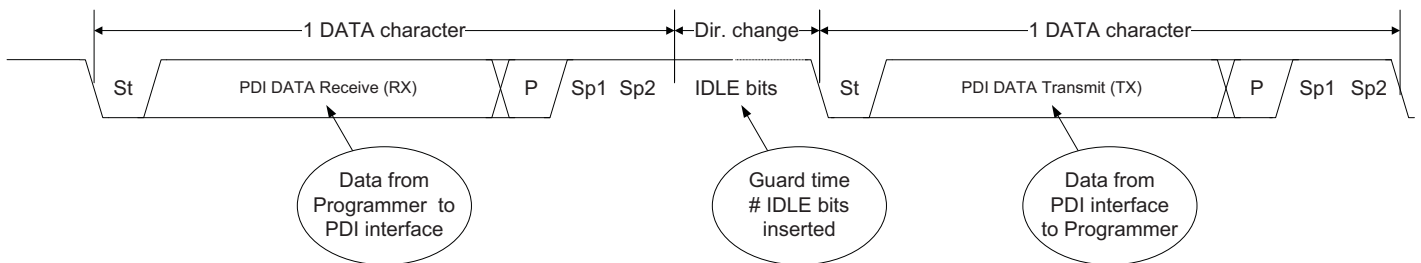 1 DATA character
Dir. change
1 DATA character
St
PDI DATA Receive (RX)
P
Sp1
Sp2
IDLE bits
St
PDI DATA Transmit (TX)
P
Sp1
Sp2
Data from
Programmer to
PDI interface
Guard time
# IDLE bits
inserted
Data from
PDI interface
to Programmer